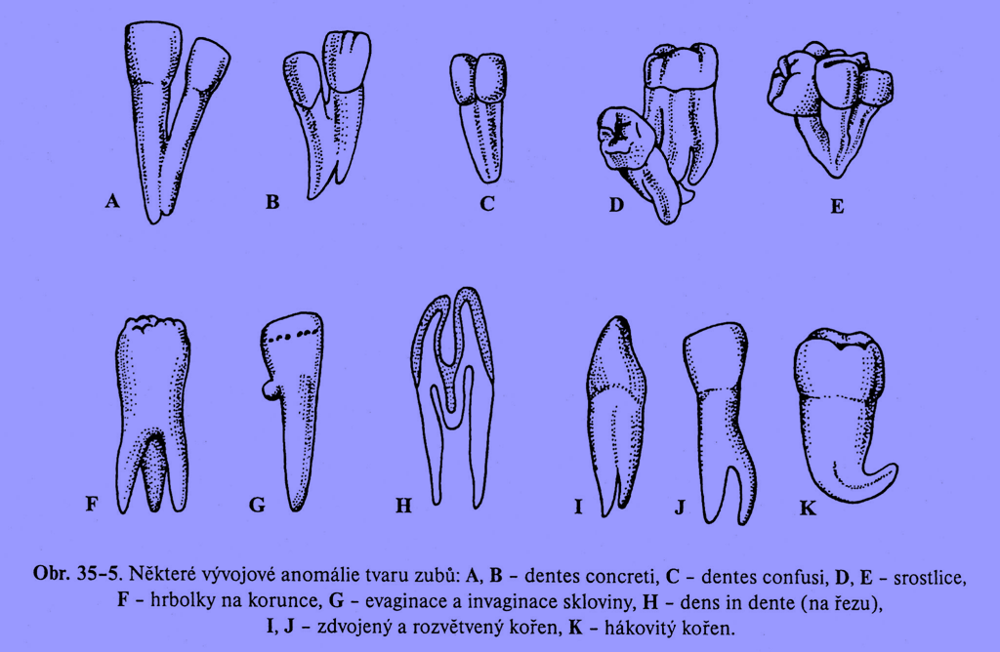 A B C D E
F G H I J K
Obr. 35–5. Některé vývojové anomálie tvaru zubů: A, B – dentes concreti, C – dentes confusi, D, E – srostlice,
F – hrbolky na korunce, G – evaginace a invaginace skloviny, H – dens in dente (na řezu),
I, J – zdvojený a rozvětvený kořen, K – hákovitý kořen.